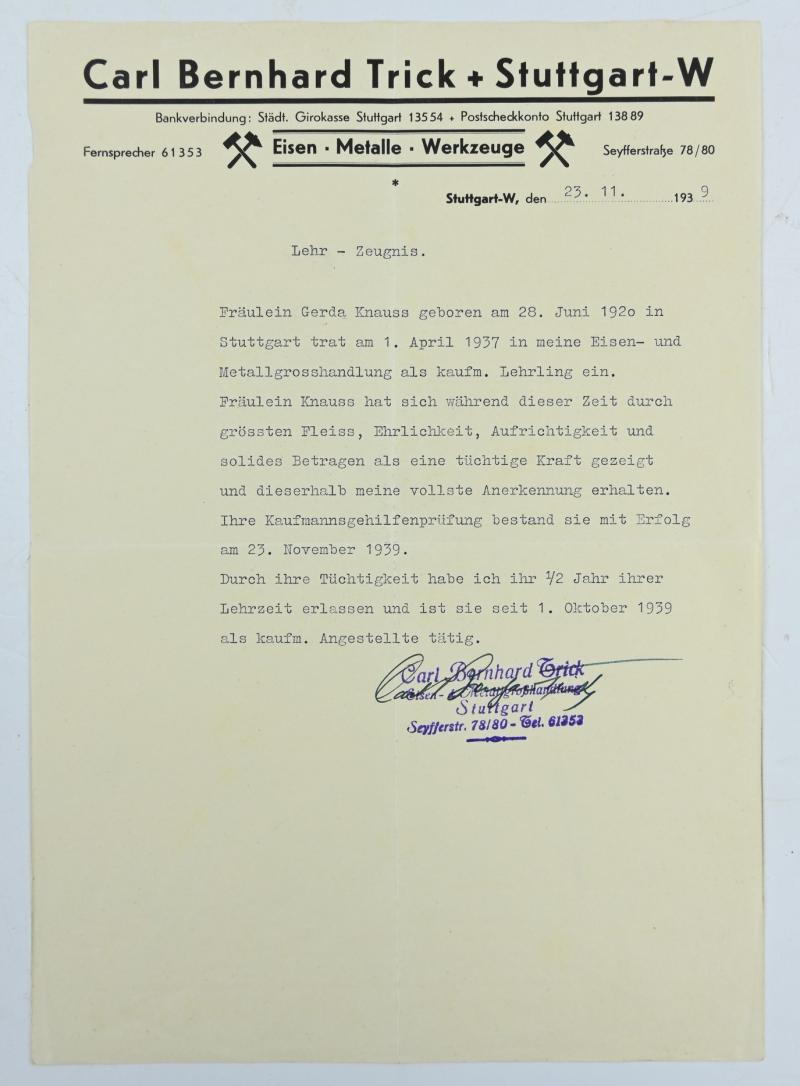 Carl Bernhard Trick + Stuttgart-W
Bankverbindung: Städt. Girokasse Stuttgart 13554 + Postscheckkonto Stuttgart 13889
Fernsprecher 61353 Eisen · Metalle · Werkzeuge Seyfferstraße 78/80
*
Stuttgart-W, den 23. 11. 1939
Lehr - Zeugnis.
Fräulein Gerda Knauss geboren am 28. Juni 192o in
Stuttgart trat am 1. April 1937 in meine Eisen- und
Metallgrosshandlung als kaufm. Lehrling ein.
Fräulein Knauss hat sich während dieser Zeit durch
grössten Fleiss, Ehrlichkeit, Aufrichtigkeit und
solides Betragen als eine tüchtige Kraft gezeigt
und dieserhalb meine vollste Anerkennung erhalten.
Ihre Kaufmannsgehilfenprüfung bestand sie mit Erfolg
am 23. November 1939.
Durch ihre Tüchtigkeit habe ich ihr 1/2 Jahr ihrer
Lehrzeit erlassen und ist sie seit 1. Oktober 1939
als kaufm. Angestellte tätig.
Carl Bernhard Trick
Eisen- u. Metallgroßhandlung
Stuttgart
Seyfferstr. 78/80 - Tel. 61353